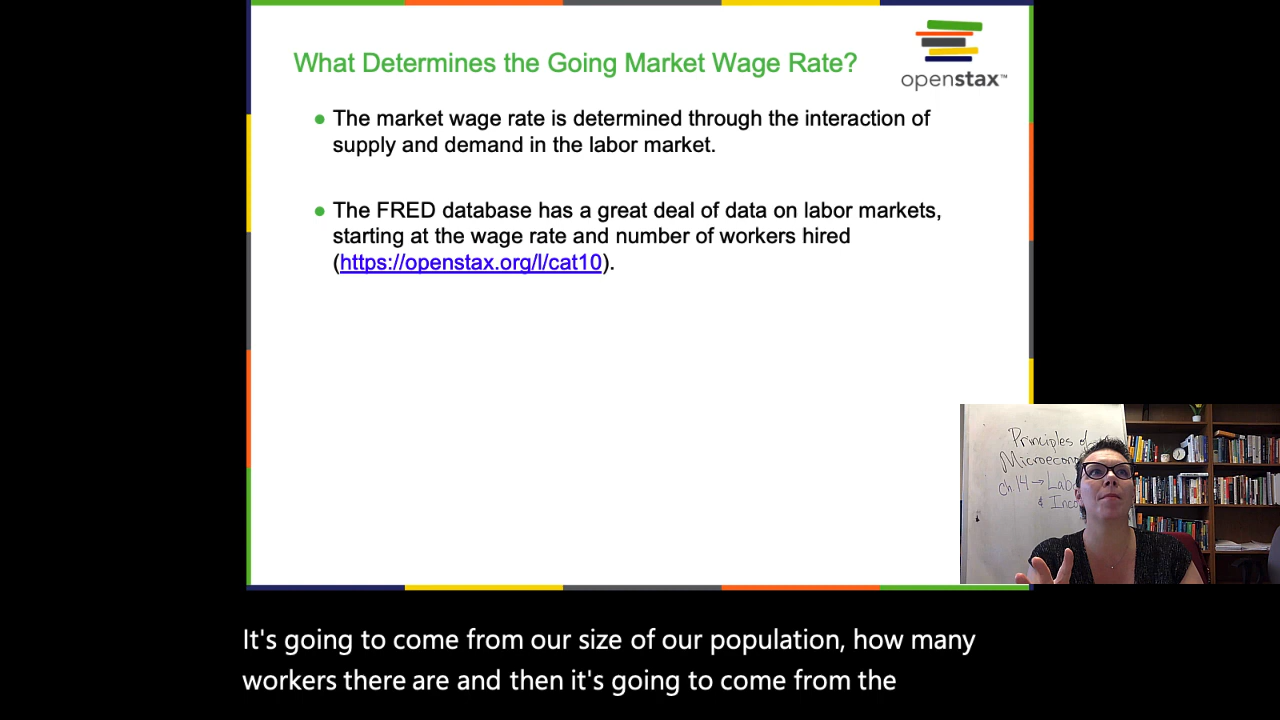 What Determines the Going Market Wage Rate?
openstax™
● The market wage rate is determined through the interaction of
supply and demand in the labor market.
● The FRED database has a great deal of data on labor markets,
starting at the wage rate and number of workers hired
(https://openstax.org/l/cat10).
Principles of
Microecon
Ch.14→Labo
& Inco
It's going to come from our size of our population, how many
workers there are and then it's going to come from the